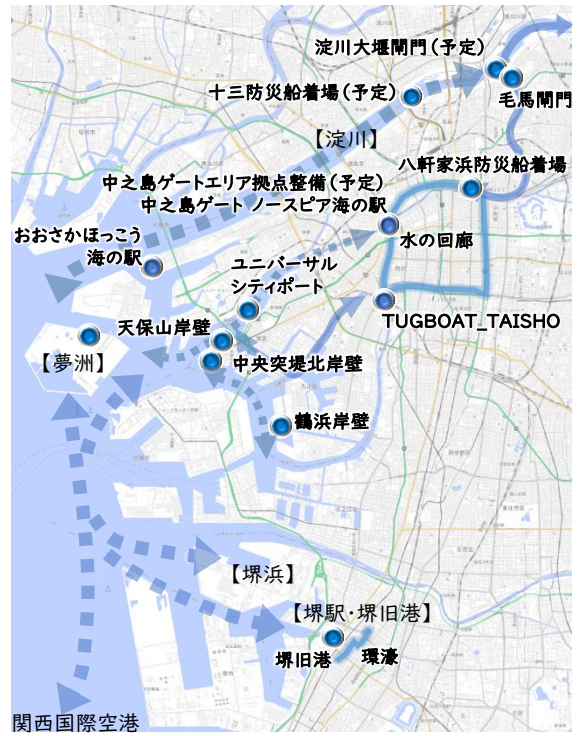 淀川大堰閘門(予定)
十三防災船着場(予定)
毛馬閘門
【淀川】
八軒家浜防災船着場
中之島ゲートエリア拠点整備(予定)
中之島ゲート ノースピア海の駅
おおさかほっこう
海の駅
水の回廊
ユニバーサル
シティポート
天保山岸壁
TUGBOAT_TAISHO
【夢洲】
中央突堤北岸壁
鶴浜岸壁
【堺浜】
【堺駅・堺旧港】
堺旧港
環濠
関西国際空港